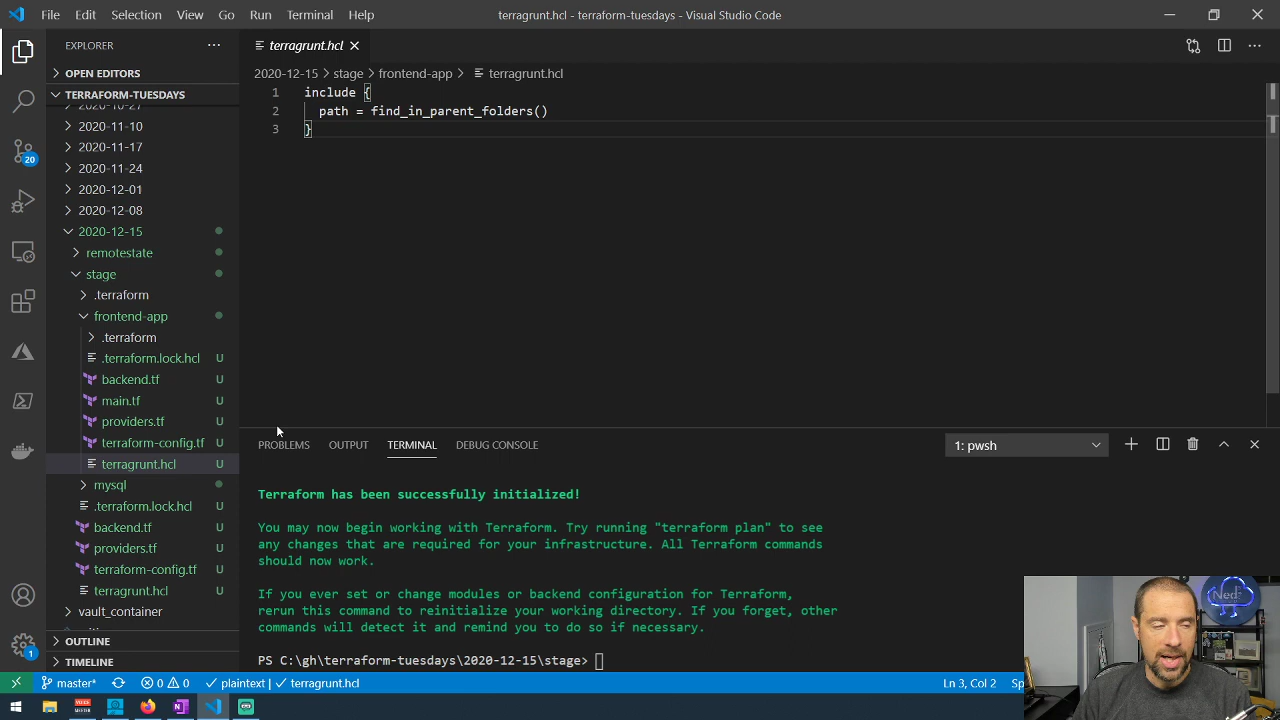 File Edit Selection View Go Run Terminal Help
terragrunt.hcl - terraform-tuesdays - Visual Studio Code
EXPLORER
OPEN EDITORS
TERRAFORM-TUESDAYS
2020-10-27
2020-11-10
2020-11-17
2020-11-24
2020-12-01
2020-12-08
2020-12-15
remotestate
stage
.terraform
frontend-app
.terraform
.terraform.lock.hcl U
backend.tf U
main.tf U
providers.tf U
terraform-config.tf U
terragrunt.hcl U
mysql
.terraform.lock.hcl U
backend.tf U
providers.tf U
terraform-config.tf U
terragrunt.hcl U
vault_container
OUTLINE
TIMELINE
20
1
terragrunt.hcl
2020-12-15 > stage > frontend-app > terragrunt.hcl
1 include {
2 path = find_in_parent_folders()
3 }
PROBLEMS OUTPUT TERMINAL DEBUG CONSOLE
1: pwsh
Terraform has been successfully initialized!
You may now begin working with Terraform. Try running "terraform plan" to see
any changes that are required for your infrastructure. All Terraform commands
should now work.
If you ever set or change modules or backend configuration for Terraform,
rerun this command to reinitialize your working directory. If you forget, other
commands will detect it and remind you to do so if necessary.
PS C:\gh\terraform-tuesdays\2020-12-15\stage>
master* 0 0 plaintext | terragrunt.hcl
Ln 3, Col 2 Sp